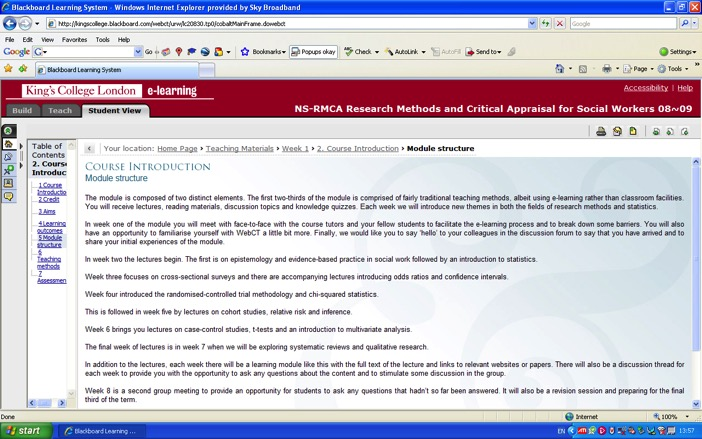 Blackboard Learning System - Windows Internet Explorer provided by Sky Broadband
http://kingscollege.blackboard.com/webct/urw/lc20830.tp0/cobaltMainFrame.dowebct
Google
File Edit View Favorites Tools Help
Google G Go Bookmarks Popups okay Check AutoLink AutoFill Send to Settings
Blackboard Learning System Page Tools
King's College London e-learning
Accessibility | Help
Build Teach Student View
NS-RMCA Research Methods and Critical Appraisal for Social Workers 08~09
Table of
Contents
2. Cours
Introduc
1 Course
Introductio
2 Credit
3 Aims
4 Learning
outcomes
5 Module
structure
6
Teaching
methods
7
Assessmen
Your location: Home Page › Teaching Materials › Week 1 › 2. Course Introduction › Module structure
Course Introduction
Module structure
The module is composed of two distinct elements. The first two-thirds of the module is comprised of fairly traditional teaching methods, albeit using e-learning rather than classroom facilities.
You will receive lectures, reading materials, discussion topics and knowledge quizzes. Each week we will introduce new themes in both the fields of research methods and statistics.
In week one of the module you will meet with face-to-face with the course tutors and your fellow students to facilitate the e-learning process and to break down some barriers. You will also
have an opportunity to familiarise yourself with WebCT a little bit more. Finally, we would like you to say 'hello' to your colleagues in the discussion forum to say that you have arrived and to
share your initial experiences of the module.
In week two the lectures begin. The first is on epistemology and evidence-based practice in social work followed by an introduction to statistics.
Week three focuses on cross-sectional surveys and there are accompanying lectures introducing odds ratios and confidence intervals.
Week four introduced the randomised-controlled trial methodology and chi-squared statistics.
This is followed in week five by lectures on cohort studies, relative risk and inference.
Week 6 brings you lectures on case-control studies, t-tests and an introduction to multivariate analysis.
The final week of lectures is in week 7 when we will be exploring systematic reviews and qualitative research.
In addition to the lectures, each week there will be a learning module like this with the full text of the lecture and links to relevant websites or papers. There will also be a discussion thread for
each week to provide you with the opportunity to ask any questions about the content and to stimulate some discussion in the group.
Week 8 is a second group meeting to provide an opportunity for students to ask any questions that hadn't so far been answered. It will also be a revision session and preparing for the final
third of the term.
Done Internet 100%
start Blackboard Learning ... EN 13:57